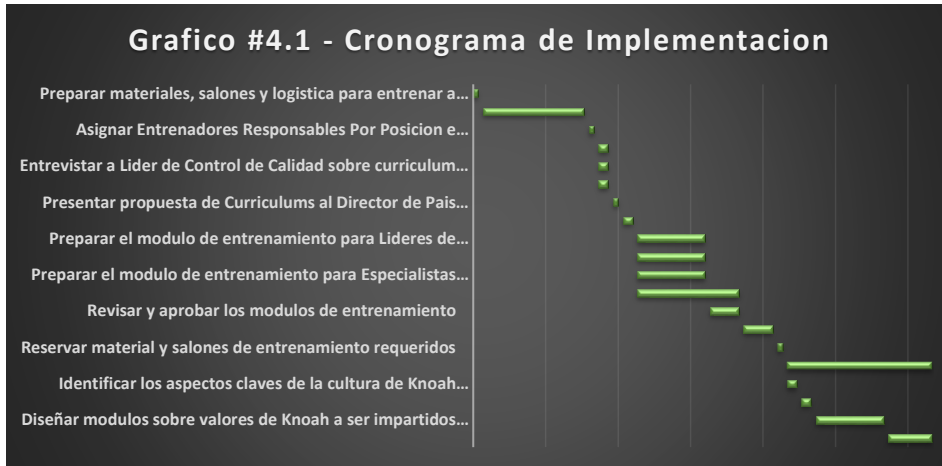 Grafico #4.1 - Cronograma de Implementacion
Preparar materiales, salones y logistica para entrenar a...
Asignar Entrenadores Responsables Por Posicion e...
Entrevistar a Lider de Control de Calidad sobre curriculum...
Presentar propuesta de Curriculums al Director de Pais...
Preparar el modulo de entrenamiento para Lideres de...
Preparar el modulo de entrenamiento para Especialistas...
Revisar y aprobar los modulos de entrenamiento
Reservar material y salones de entrenamiento requeridos
Identificar los aspectos claves de la cultura de Knoah...
Diseñar modulos sobre valores de Knoah a ser impartidos...